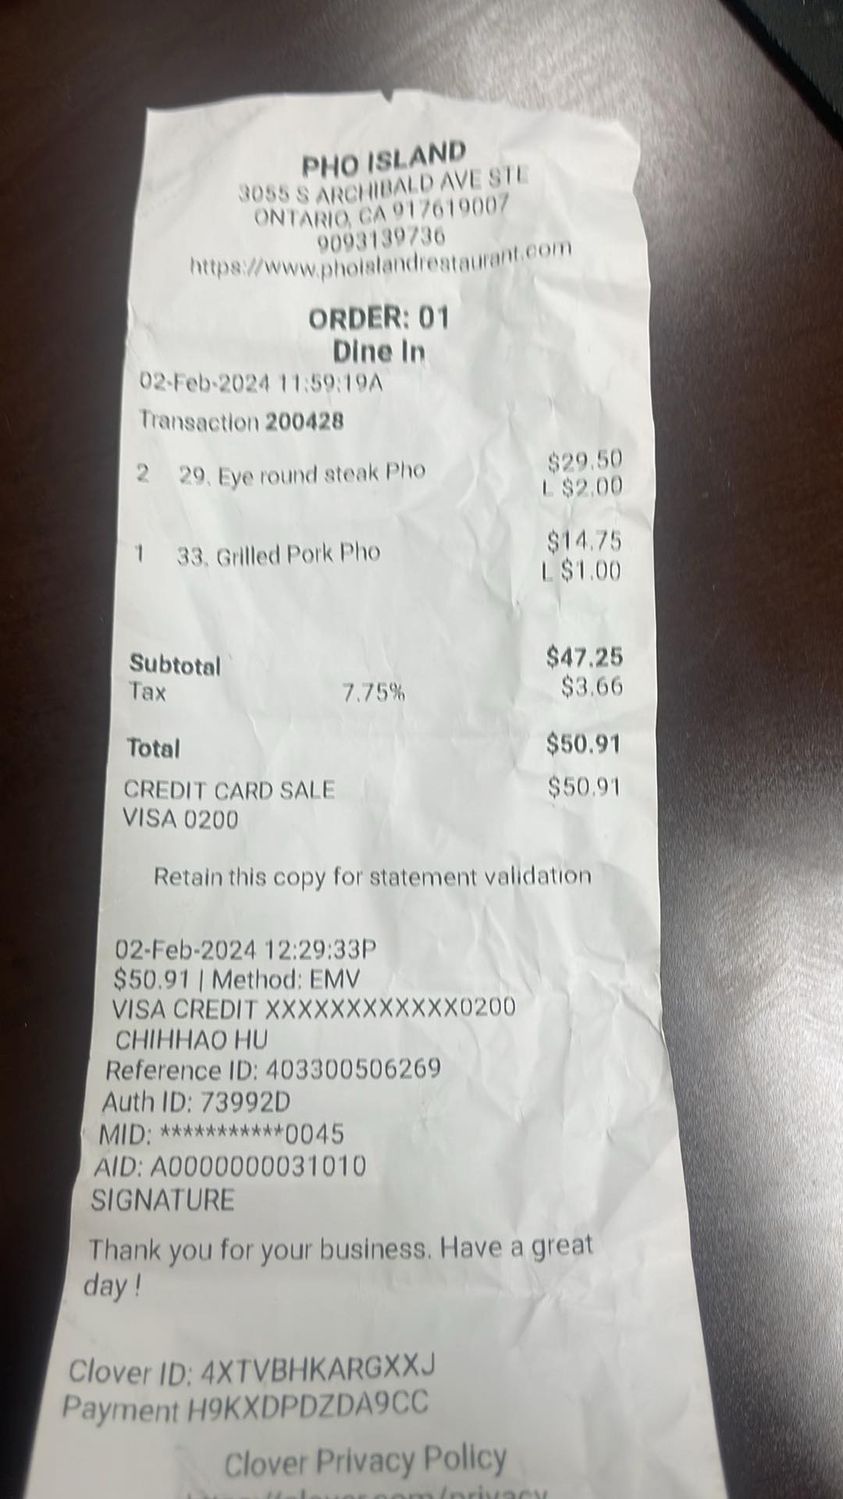 PHO ISLAND
3055 S ARCHIBALD AVE STE
ONTARIO, CA 917619007
9093139736
https://www.phoislandrestaurant.com
ORDER: 01
Dine In
02-Feb-2024 11:59:19A
Transaction 200428
2 29. Eye round steak Pho $29.50
L $2.00
1 33. Grilled Pork Pho $14.75
L $1.00
Subtotal $47.25
Tax 7.75% $3.66
Total $50.91
CREDIT CARD SALE $50.91
VISA 0200
Retain this copy for statement validation
02-Feb-2024 12:29:33P
$50.91 | Method: EMV
VISA CREDIT XXXXXXXXXXXX0200
CHIHHAO HU
Reference ID: 403300506269
Auth ID: 73992D
MID: ***********0045
AID: A0000000031010
SIGNATURE
Thank you for your business. Have a great
day !
Clover ID: 4XTVBHKARGXXJ
Payment H9KXDPDZDA9CC
Clover Privacy Policy
https://clover.com/privacy